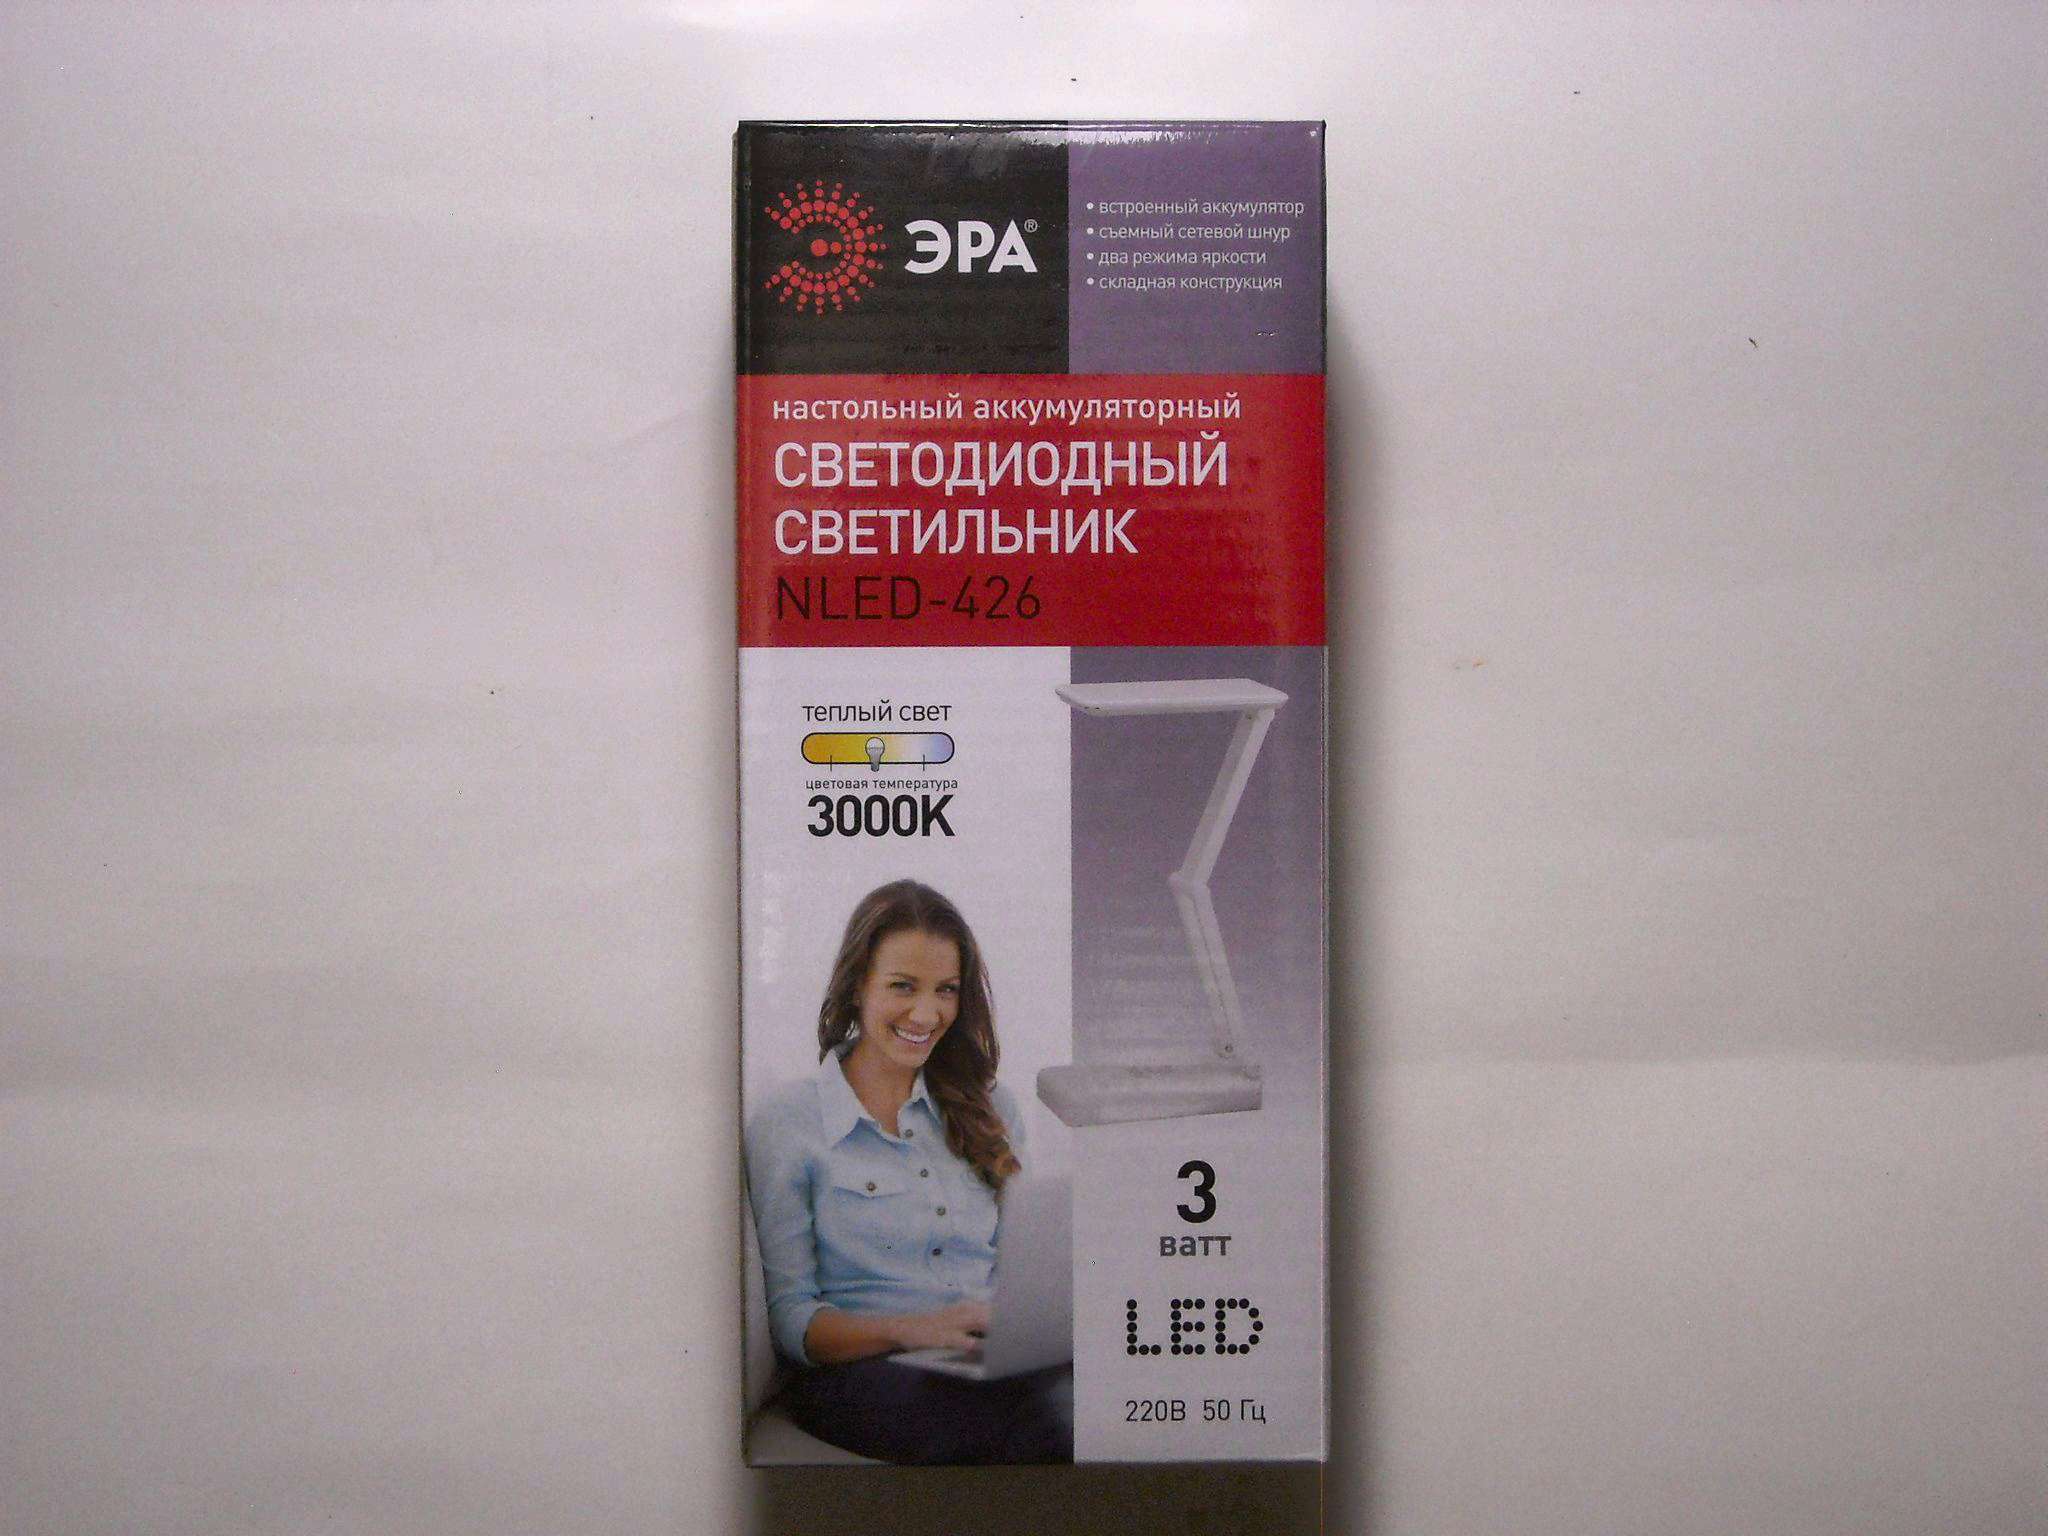 ЭРА®
• встроенный аккумулятор
• съемный сетевой шнур
• два режима яркости
• складная конструкция
настольный аккумуляторный
СВЕТОДИОДНЫЙ
СВЕТИЛЬНИК
NLED-426
теплый свет
цветовая температура
3000K
3
ватт
LED
220В 50 Гц